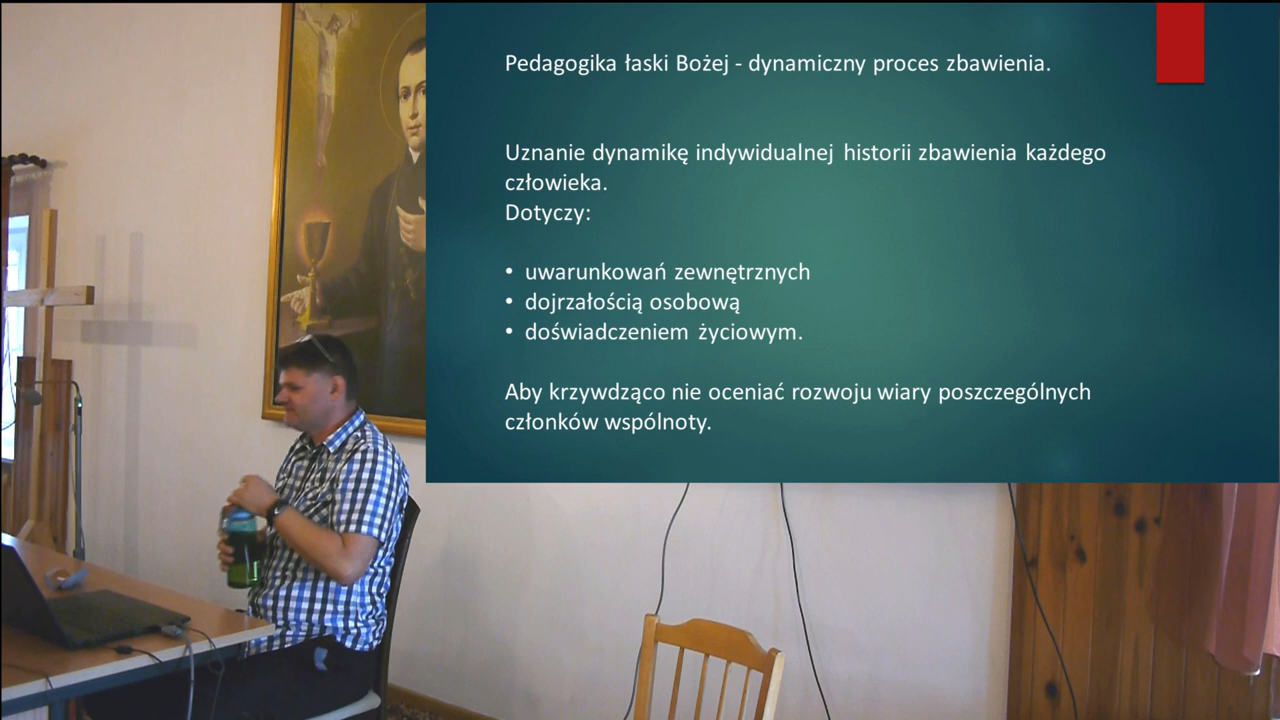 Pedagogika łaski Bożej - dynamiczny proces zbawienia.
Uznanie dynamikę indywidualnej historii zbawienia każdego
człowieka.
Dotyczy:
• uwarunkowań zewnętrznych
• dojrzałością osobową
• doświadczeniem życiowym.
Aby krzywdząco nie oceniać rozwoju wiary poszczególnych
członków wspólnoty.